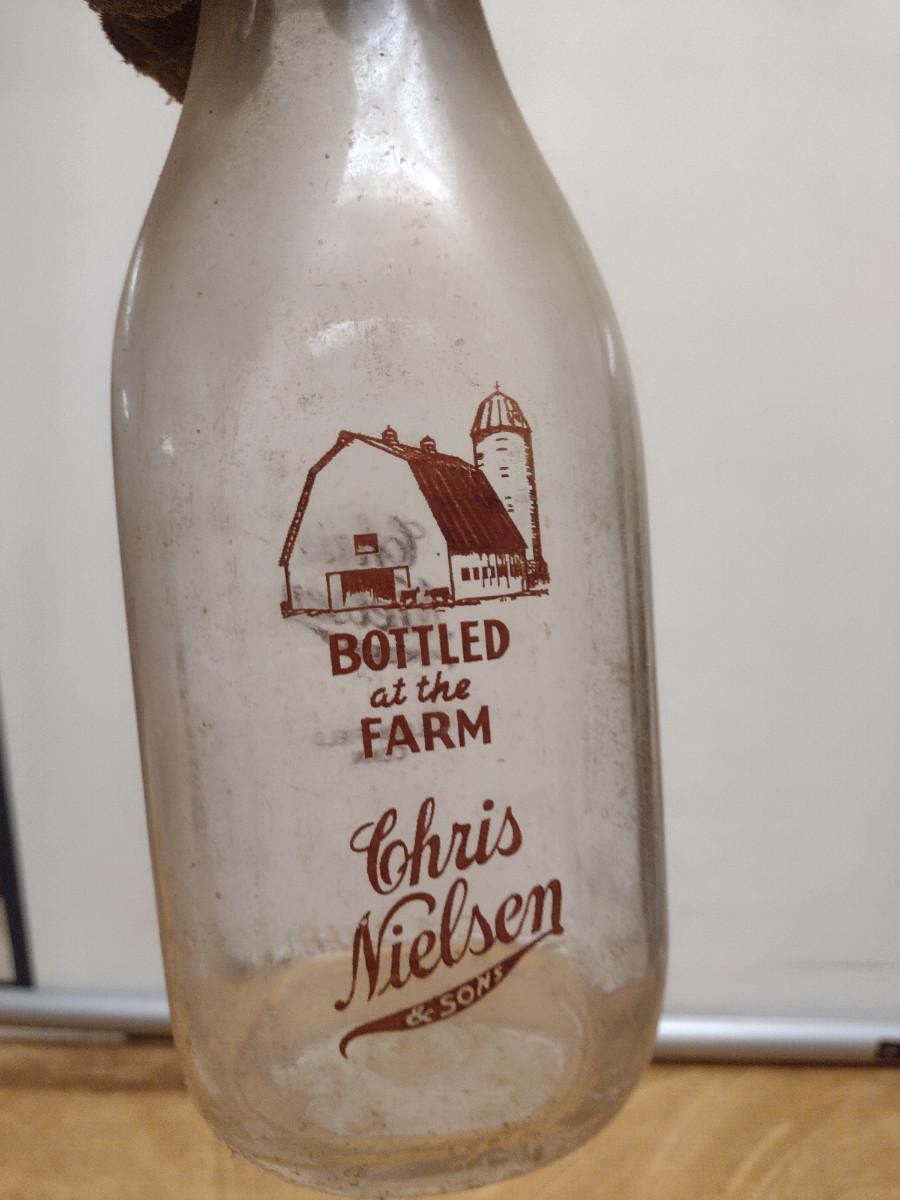 BOTTLED
at the
FARM
Chris
Nielsen
& SONS